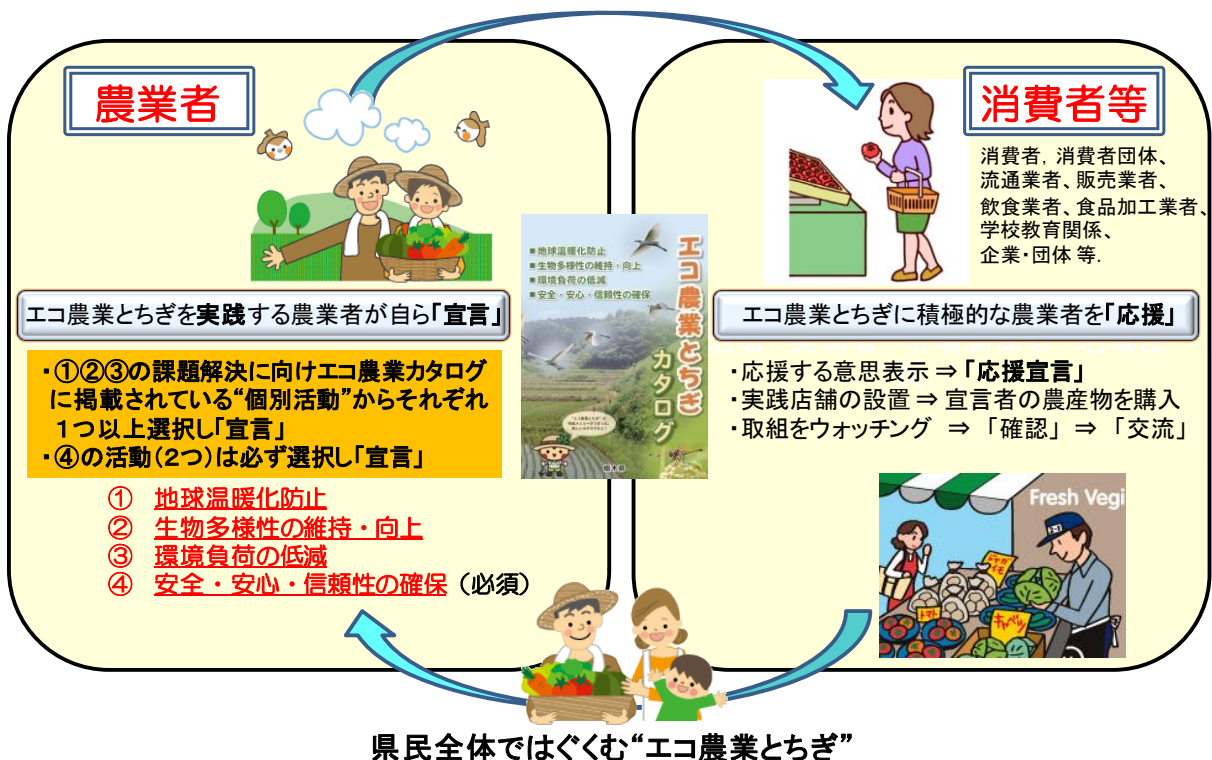 農業者
エコ農業とちぎを実践する農業者が自ら「宣言」
・①②③の課題解決に向けエコ農業カタログ
に掲載されている“個別活動”からそれぞれ
１つ以上選択し「宣言」
・④の活動（２つ）は必ず選択し「宣言」
① 地球温暖化防止
② 生物多様性の維持・向上
③ 環境負荷の低減
④ 安全・安心・信頼性の確保（必須）
■地球温暖化防止
■生物多様性の維持・向上
■環境負荷の低減
■安全・安心・信頼性の確保
エコ農業とちぎ
カタログ
栃木県
消費者等
消費者，消費者団体、
流通業者、販売業者、
飲食業者、食品加工業者、
学校教育関係、
企業・団体 等.
エコ農業とちぎに積極的な農業者を「応援」
・応援する意思表示 ⇒「応援宣言」
・実践店舗の設置 ⇒ 宣言者の農産物を購入
・取組をウォッチング ⇒ 「確認」 ⇒ 「交流」
Fresh Vegi
ジャガイモ
トマト
キャベツ
県民全体ではぐくむ“エコ農業とちぎ”